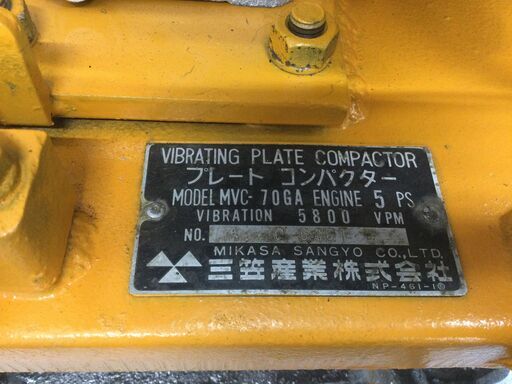 VIBRATING PLATE COMPACTOR
プレート コンパクター
MODEL MVC-70GA ENGINE 5 PS
VIBRATION 5800 VPM
NO.
MIKASA SANGYO CO., LTD.
三笠産業株式会社
NP-461-1